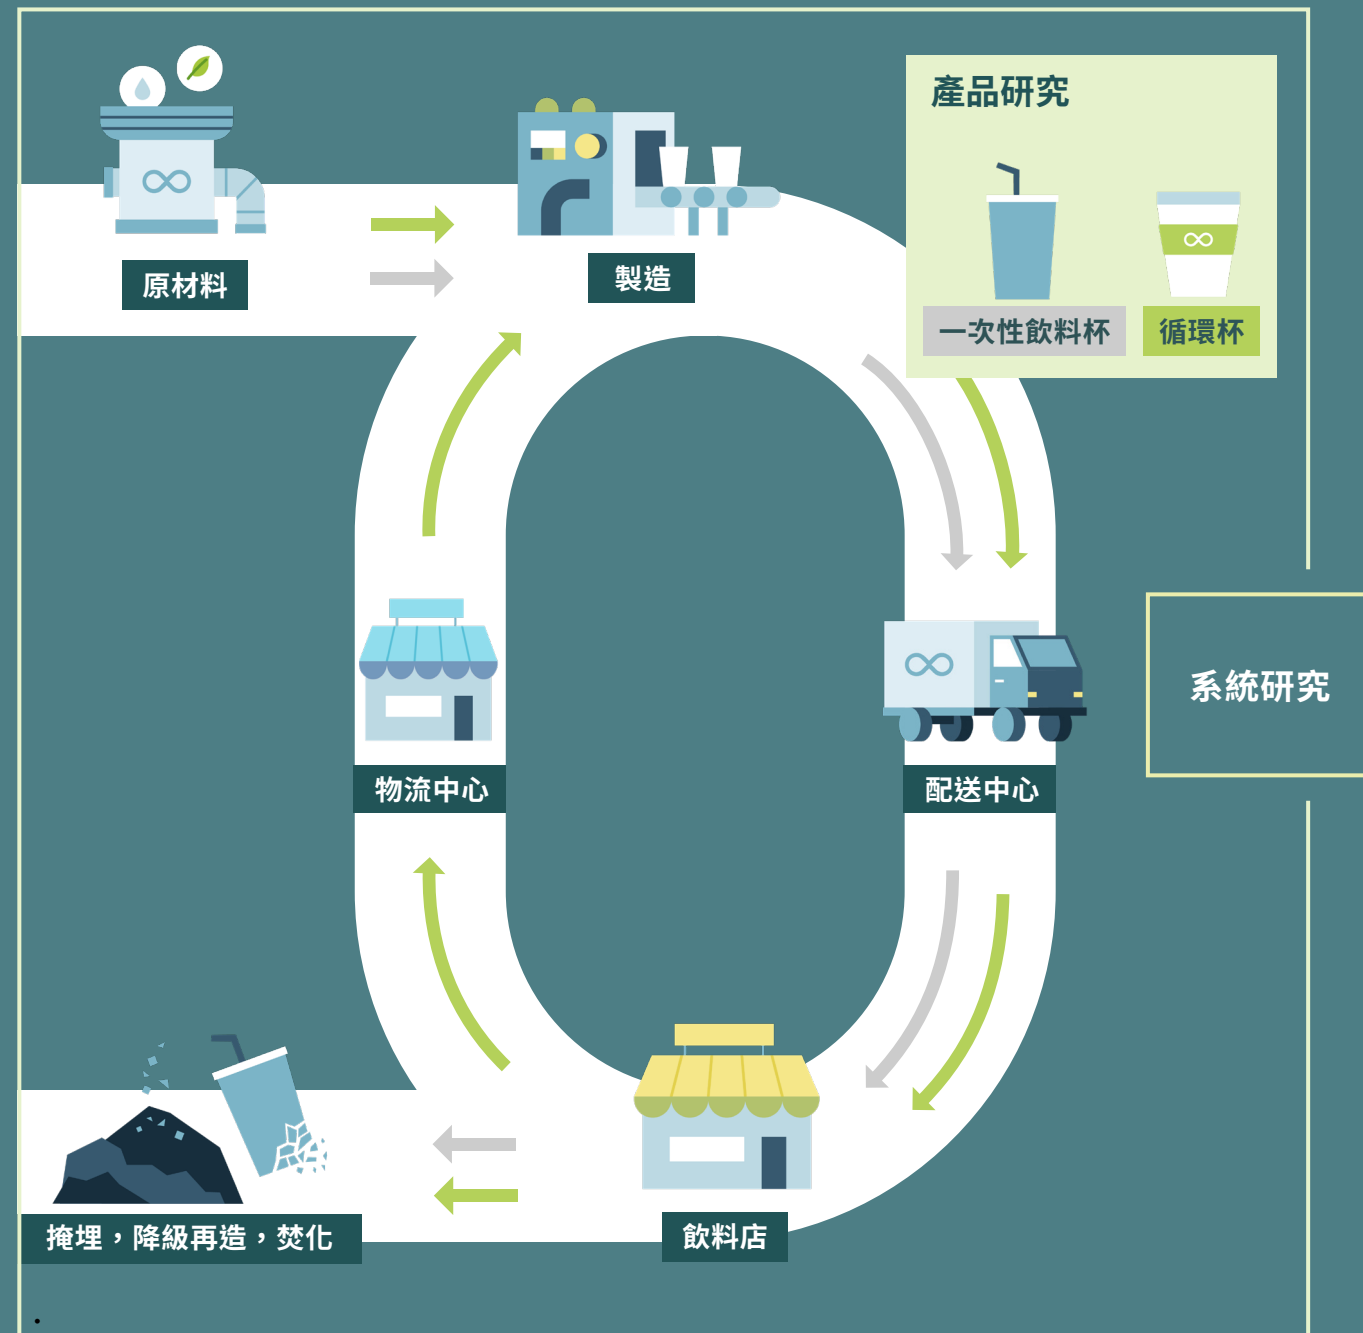 產品研究
一次性飲料杯
循環杯
原材料
製造
物流中心
配送中心
系統研究
掩埋，降級再造，焚化
飲料店